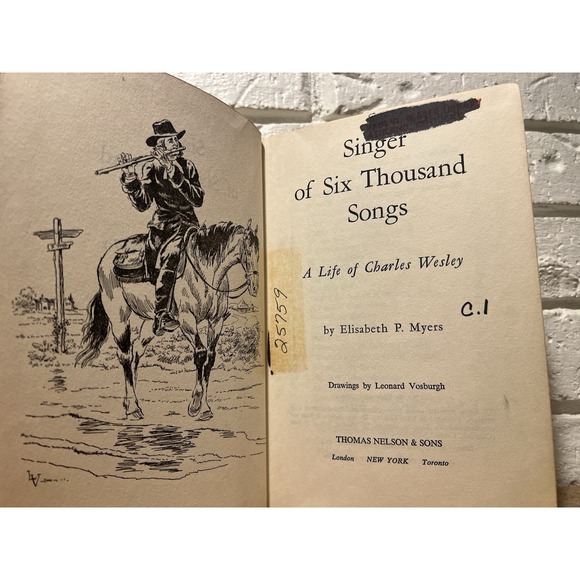 Singer
of Six Thousand
Songs
A Life of Charles Wesley
C.1
by Elisabeth P. Myers
25759
Drawings by Leonard Vosburgh
THOMAS NELSON & SONS
London NEW YORK Toronto
LV